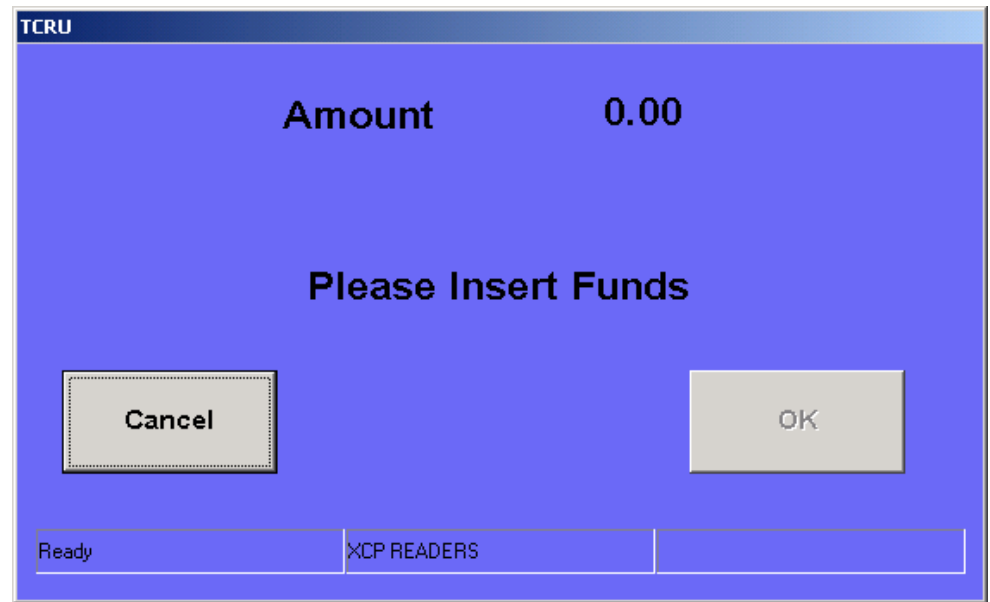 TCRU
Amount 0.00
Please Insert Funds
Cancel OK
Ready XCP READERS